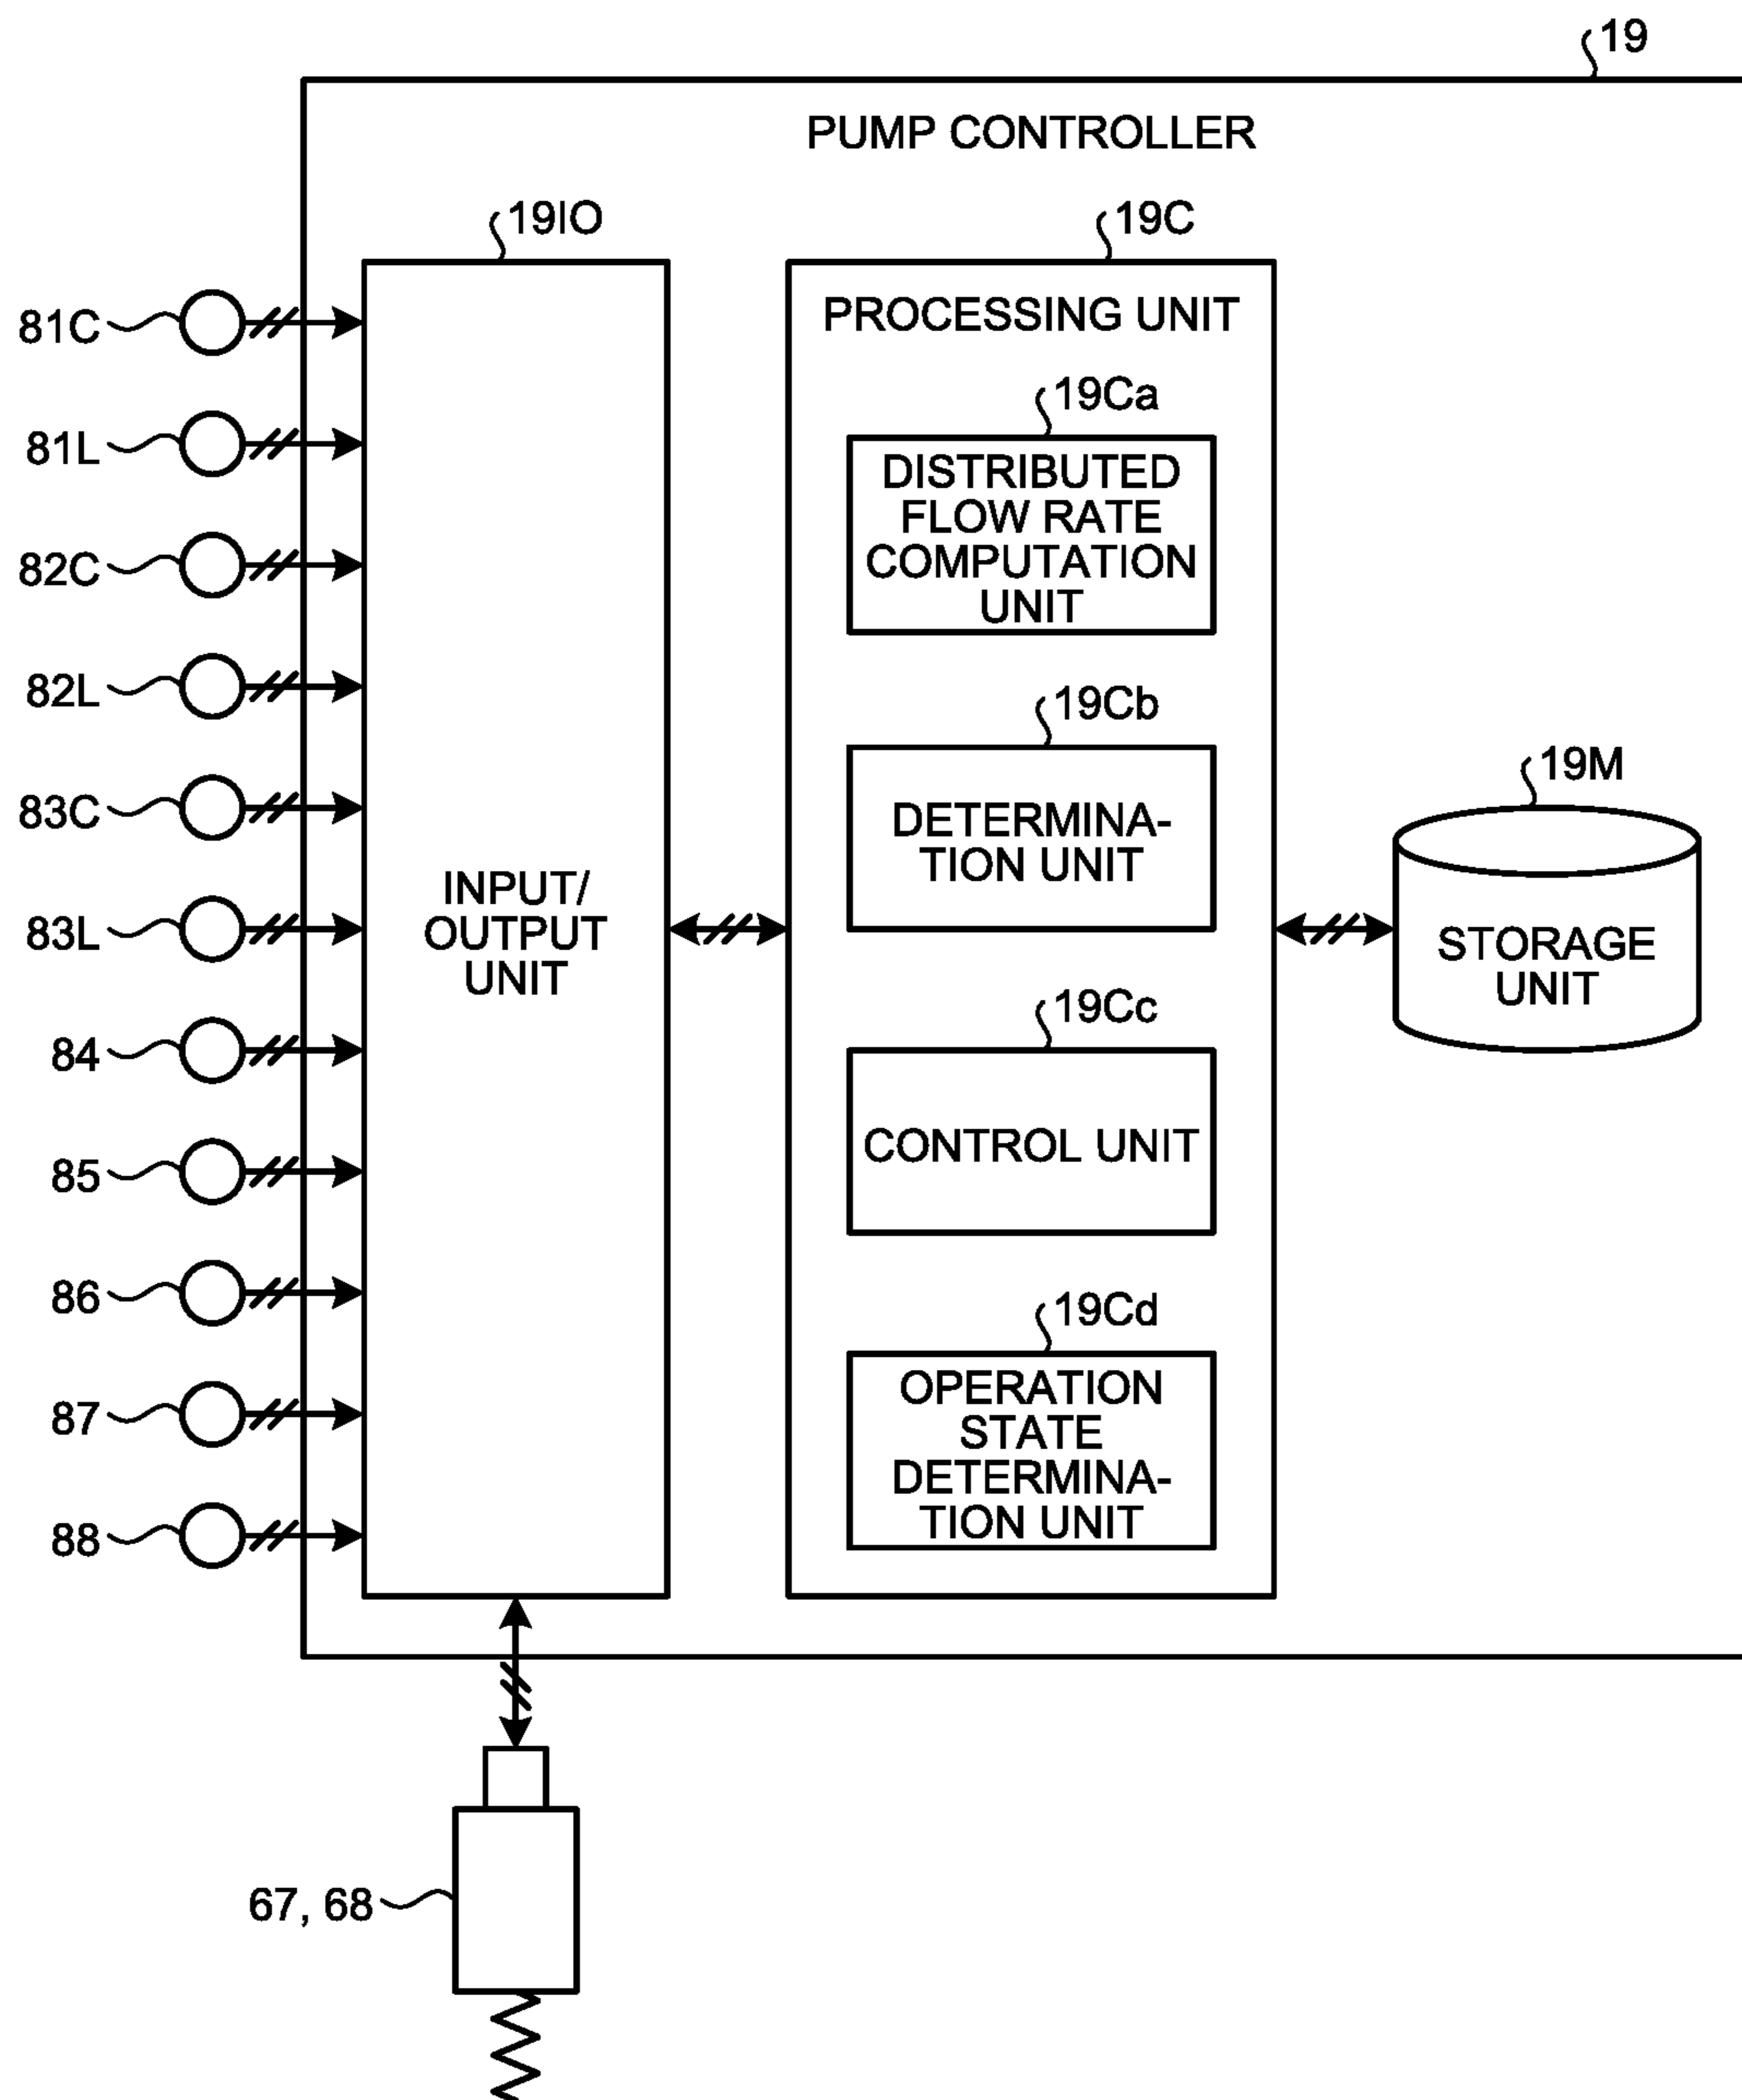 19
PUMP CONTROLLER
19IO
19C
81C
81L
82C
82L
83C
83L
84
85
86
87
88
INPUT/
OUTPUT
UNIT
PROCESSING UNIT
19Ca
DISTRIBUTED
FLOW RATE
COMPUTATION
UNIT
19Cb
DETERMINA-
TION UNIT
19Cc
CONTROL UNIT
19Cd
OPERATION
STATE
DETERMINA-
TION UNIT
19M
STORAGE
UNIT
67, 68